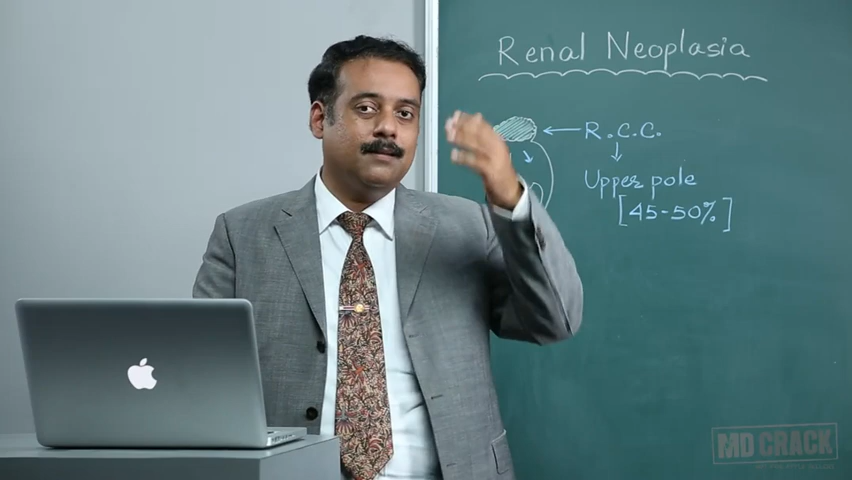 Renal Neoplasia
R.C.C.
Upper pole
[45-50%]
MD CRACK